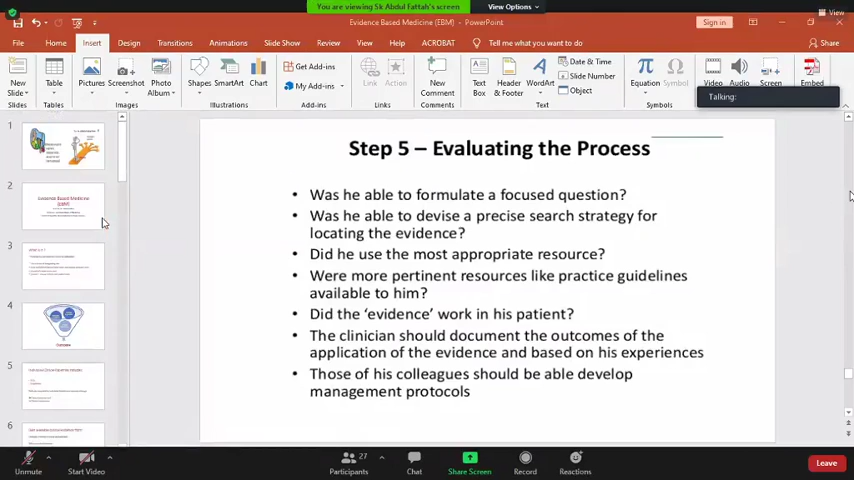 You are viewing Sk Abdul Fattah's screen
View Options
View
Evidence Based Medicine (EBM) - PowerPoint
Sign in
File Home Insert Design Transitions Animations Slide Show Review View Help ACROBAT Tell me what you want to do Share
New Slide
Table
Pictures
Screenshot
Photo Album
Shapes
SmartArt
Chart
Get Add-ins
My Add-ins
Link
Action
New Comment
Text Box
Header & Footer
WordArt
Date & Time
Slide Number
Object
Equation
Symbol
Video
Audio
Screen
Embed
Talking:
Slides
Tables
Images
Illustrations
Add-ins
Links
Comments
Text
Symbols
1
2
3
4
5
6
Step 5 – Evaluating the Process
• Was he able to formulate a focused question?
• Was he able to devise a precise search strategy for
locating the evidence?
• Did he use the most appropriate resource?
• Were more pertinent resources like practice guidelines
available to him?
• Did the ‘evidence’ work in his patient?
• The clinician should document the outcomes of the
application of the evidence and based on his experiences
• Those of his colleagues should be able develop
management protocols
Unmute
Start Video
27
Participants
Chat
Share Screen
Record
Reactions
Leave